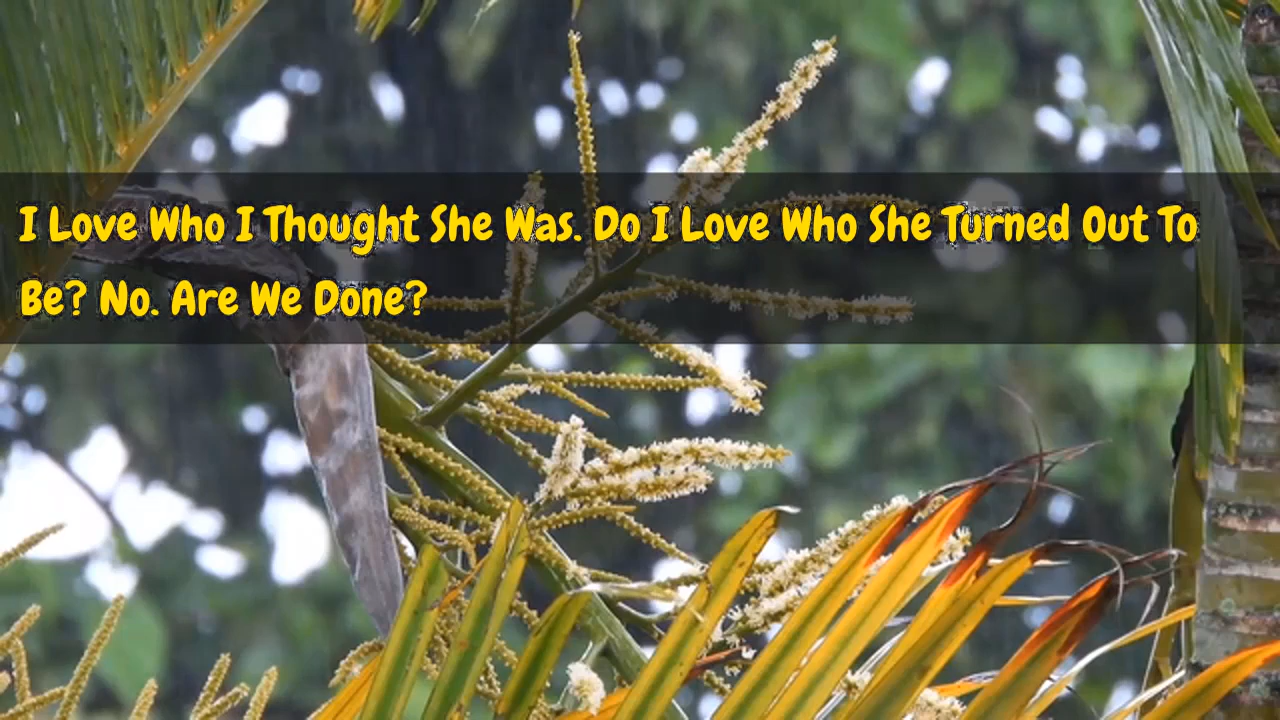 I Love Who I Thought She Was. Do I Love Who She Turned Out To
Be? No. Are We Done?